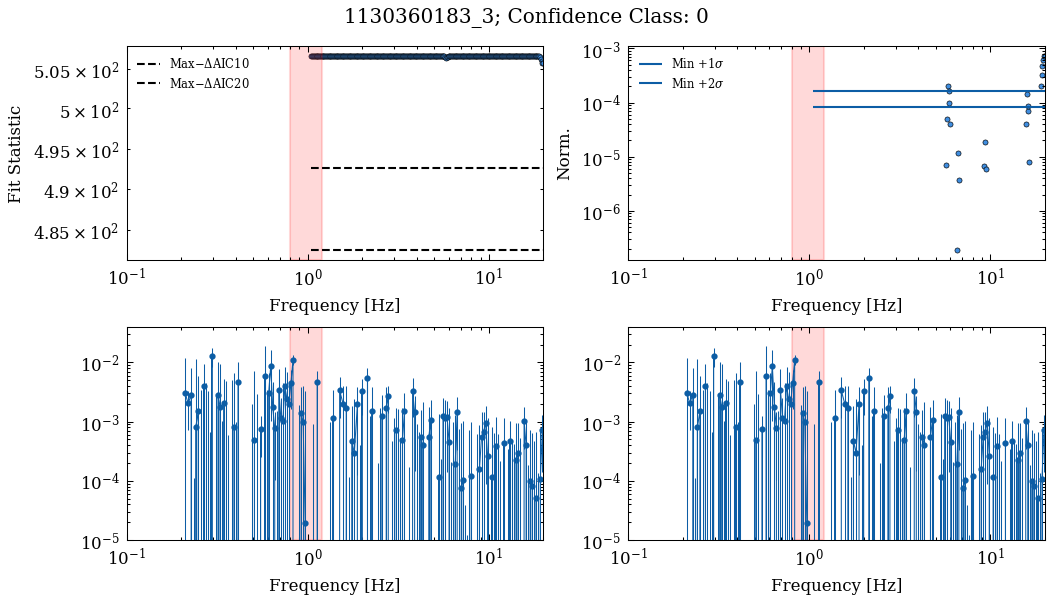 1130360183_3; Confidence Class: 0
Fit Statistic
5.05 × 10²
5 × 10²
4.95 × 10²
4.9 × 10²
4.85 × 10²
Max−ΔAIC10
Max−ΔAIC20
10⁻¹ 10⁰ 10¹
Frequency [Hz]
Norm.
10⁻³
10⁻⁴
10⁻⁵
10⁻⁶
Min +1σ
Min +2σ
10⁻¹ 10⁰ 10¹
Frequency [Hz]
10⁻²
10⁻³
10⁻⁴
10⁻⁵
10⁻¹ 10⁰ 10¹
Frequency [Hz]
10⁻²
10⁻³
10⁻⁴
10⁻⁵
10⁻¹ 10⁰ 10¹
Frequency [Hz]